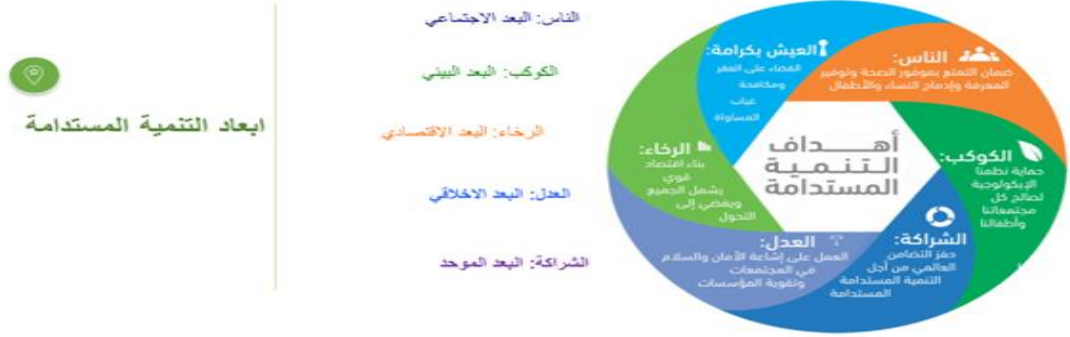 ابعاد التنمية المستدامة
الناس: البعد الاجتماعي
الكوكب: البعد البيئي
الرخاء: البعد الاقتصادي
العدل: البعد الاخلاقي
الشراكة: البعد الموحد
أهـــداف
الـتـنـمـيـة
المستدامة
الناس:
ضمان التمتع بموفور الصحة وتوفير
المعرفة وإدماج النساء والأطفال
الكوكب:
حماية نظمنا
الإيكولوجية
لصالح كل
مجتمعاتنا
وأطفالنا
الشراكة:
حفز التضامن
العالمي من أجل
التنمية المستدامة
المستدامة
العدل:
العمل على إشاعة الأمان والسلام
في المجتمعات
وتقوية المؤسسات
الرخاء:
بناء اقتصاد
قوي
يشمل الجميع
ويفضي إلى
التحول
العيش بكرامة:
القضاء على الفقر
ومكافحة
غياب
المساواة